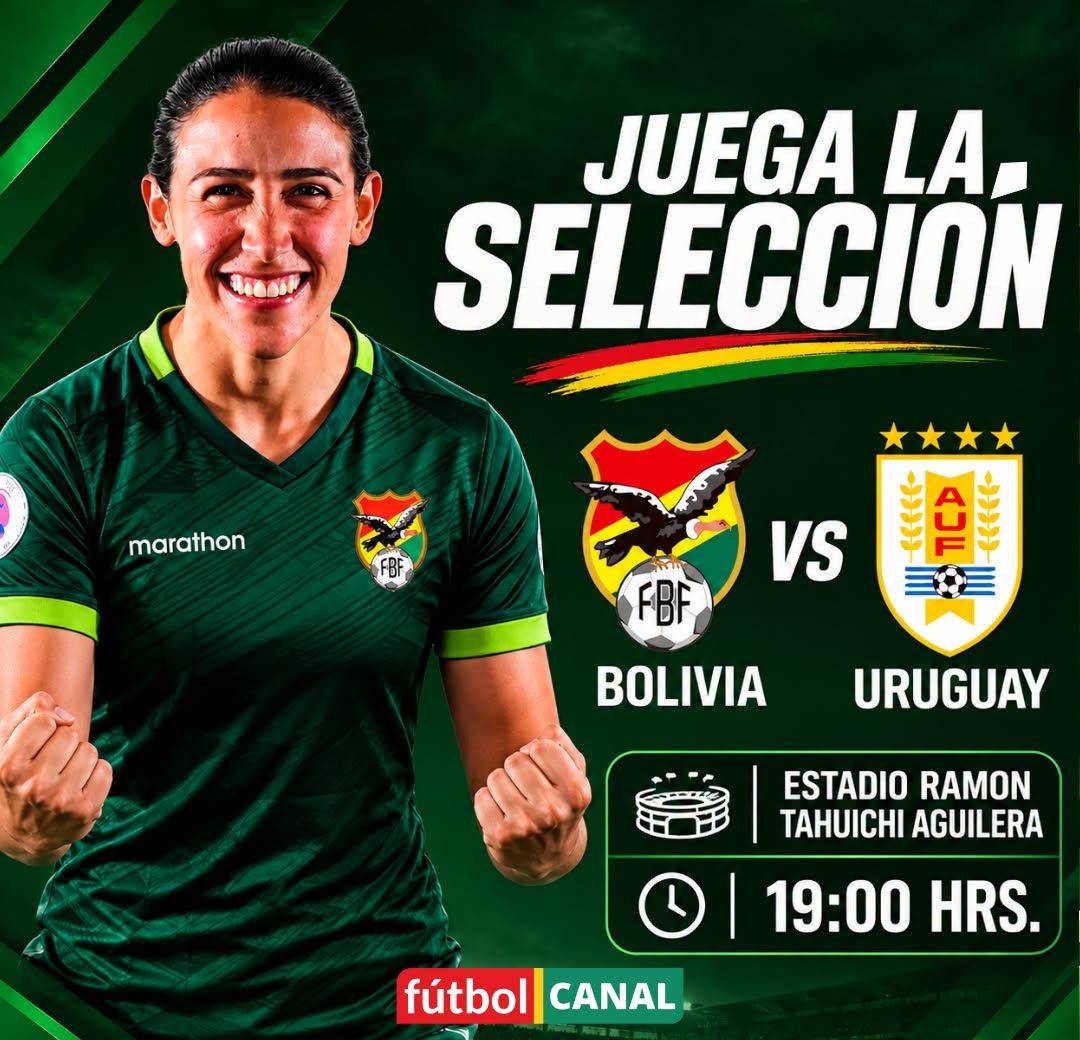 JUEGA LA
SELECCIÓN
marathon
FBF
FBF
VS
AUF
BOLIVIA
URUGUAY
ESTADIO RAMON
TAHUICHI AGUILERA
19:00 HRS.
fútbol CANAL